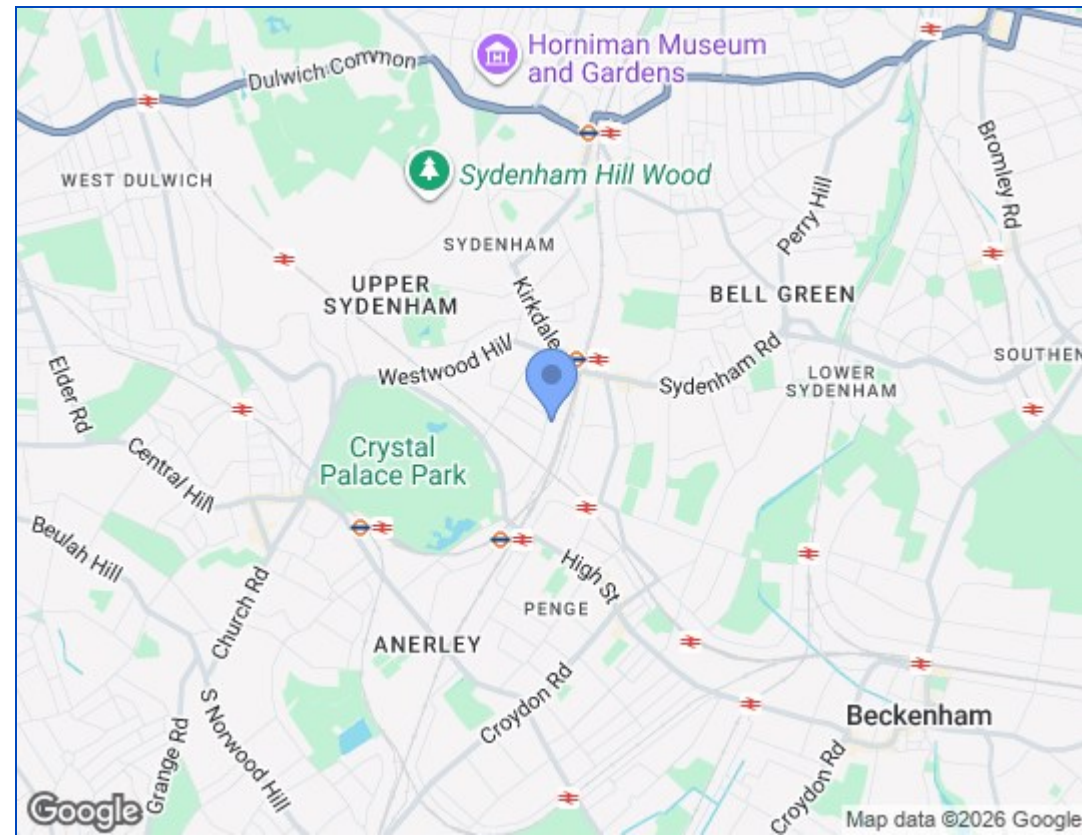 Horniman Museum
and Gardens
Dulwich Common
Bromley Rd
WEST DULWICH
Sydenham Hill Wood
Perry Hill
SYDENHAM
UPPER
SYDENHAM
Kirkdale
BELL GREEN
Westwood Hill
SOUTHEN
Elder Rd
Sydenham Rd
LOWER
SYDENHAM
Crystal
Palace Park
Central Hill
Beulah Hill
High St
Church Rd
PENGE
ANERLEY
Croydon Rd
S Norwood Hill
Grange Rd
Beckenham
Croydon Rd
Google
Map data ©2026 Google